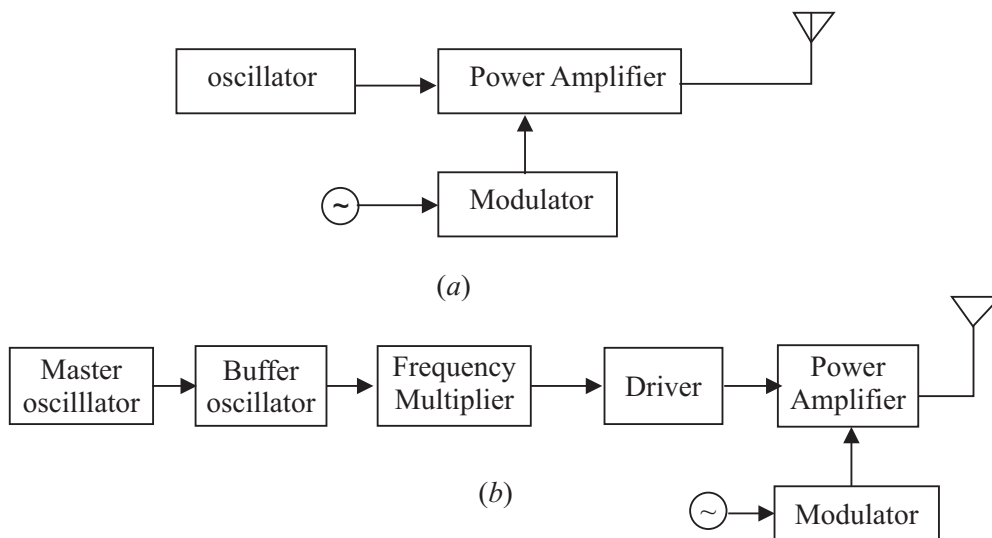 oscillator
Power Amplifier
~
Modulator
(a)
Master
oscilllator
Buffer
oscillator
Frequency
Multiplier
Driver
Power
Amplifier
(b)
~
Modulator